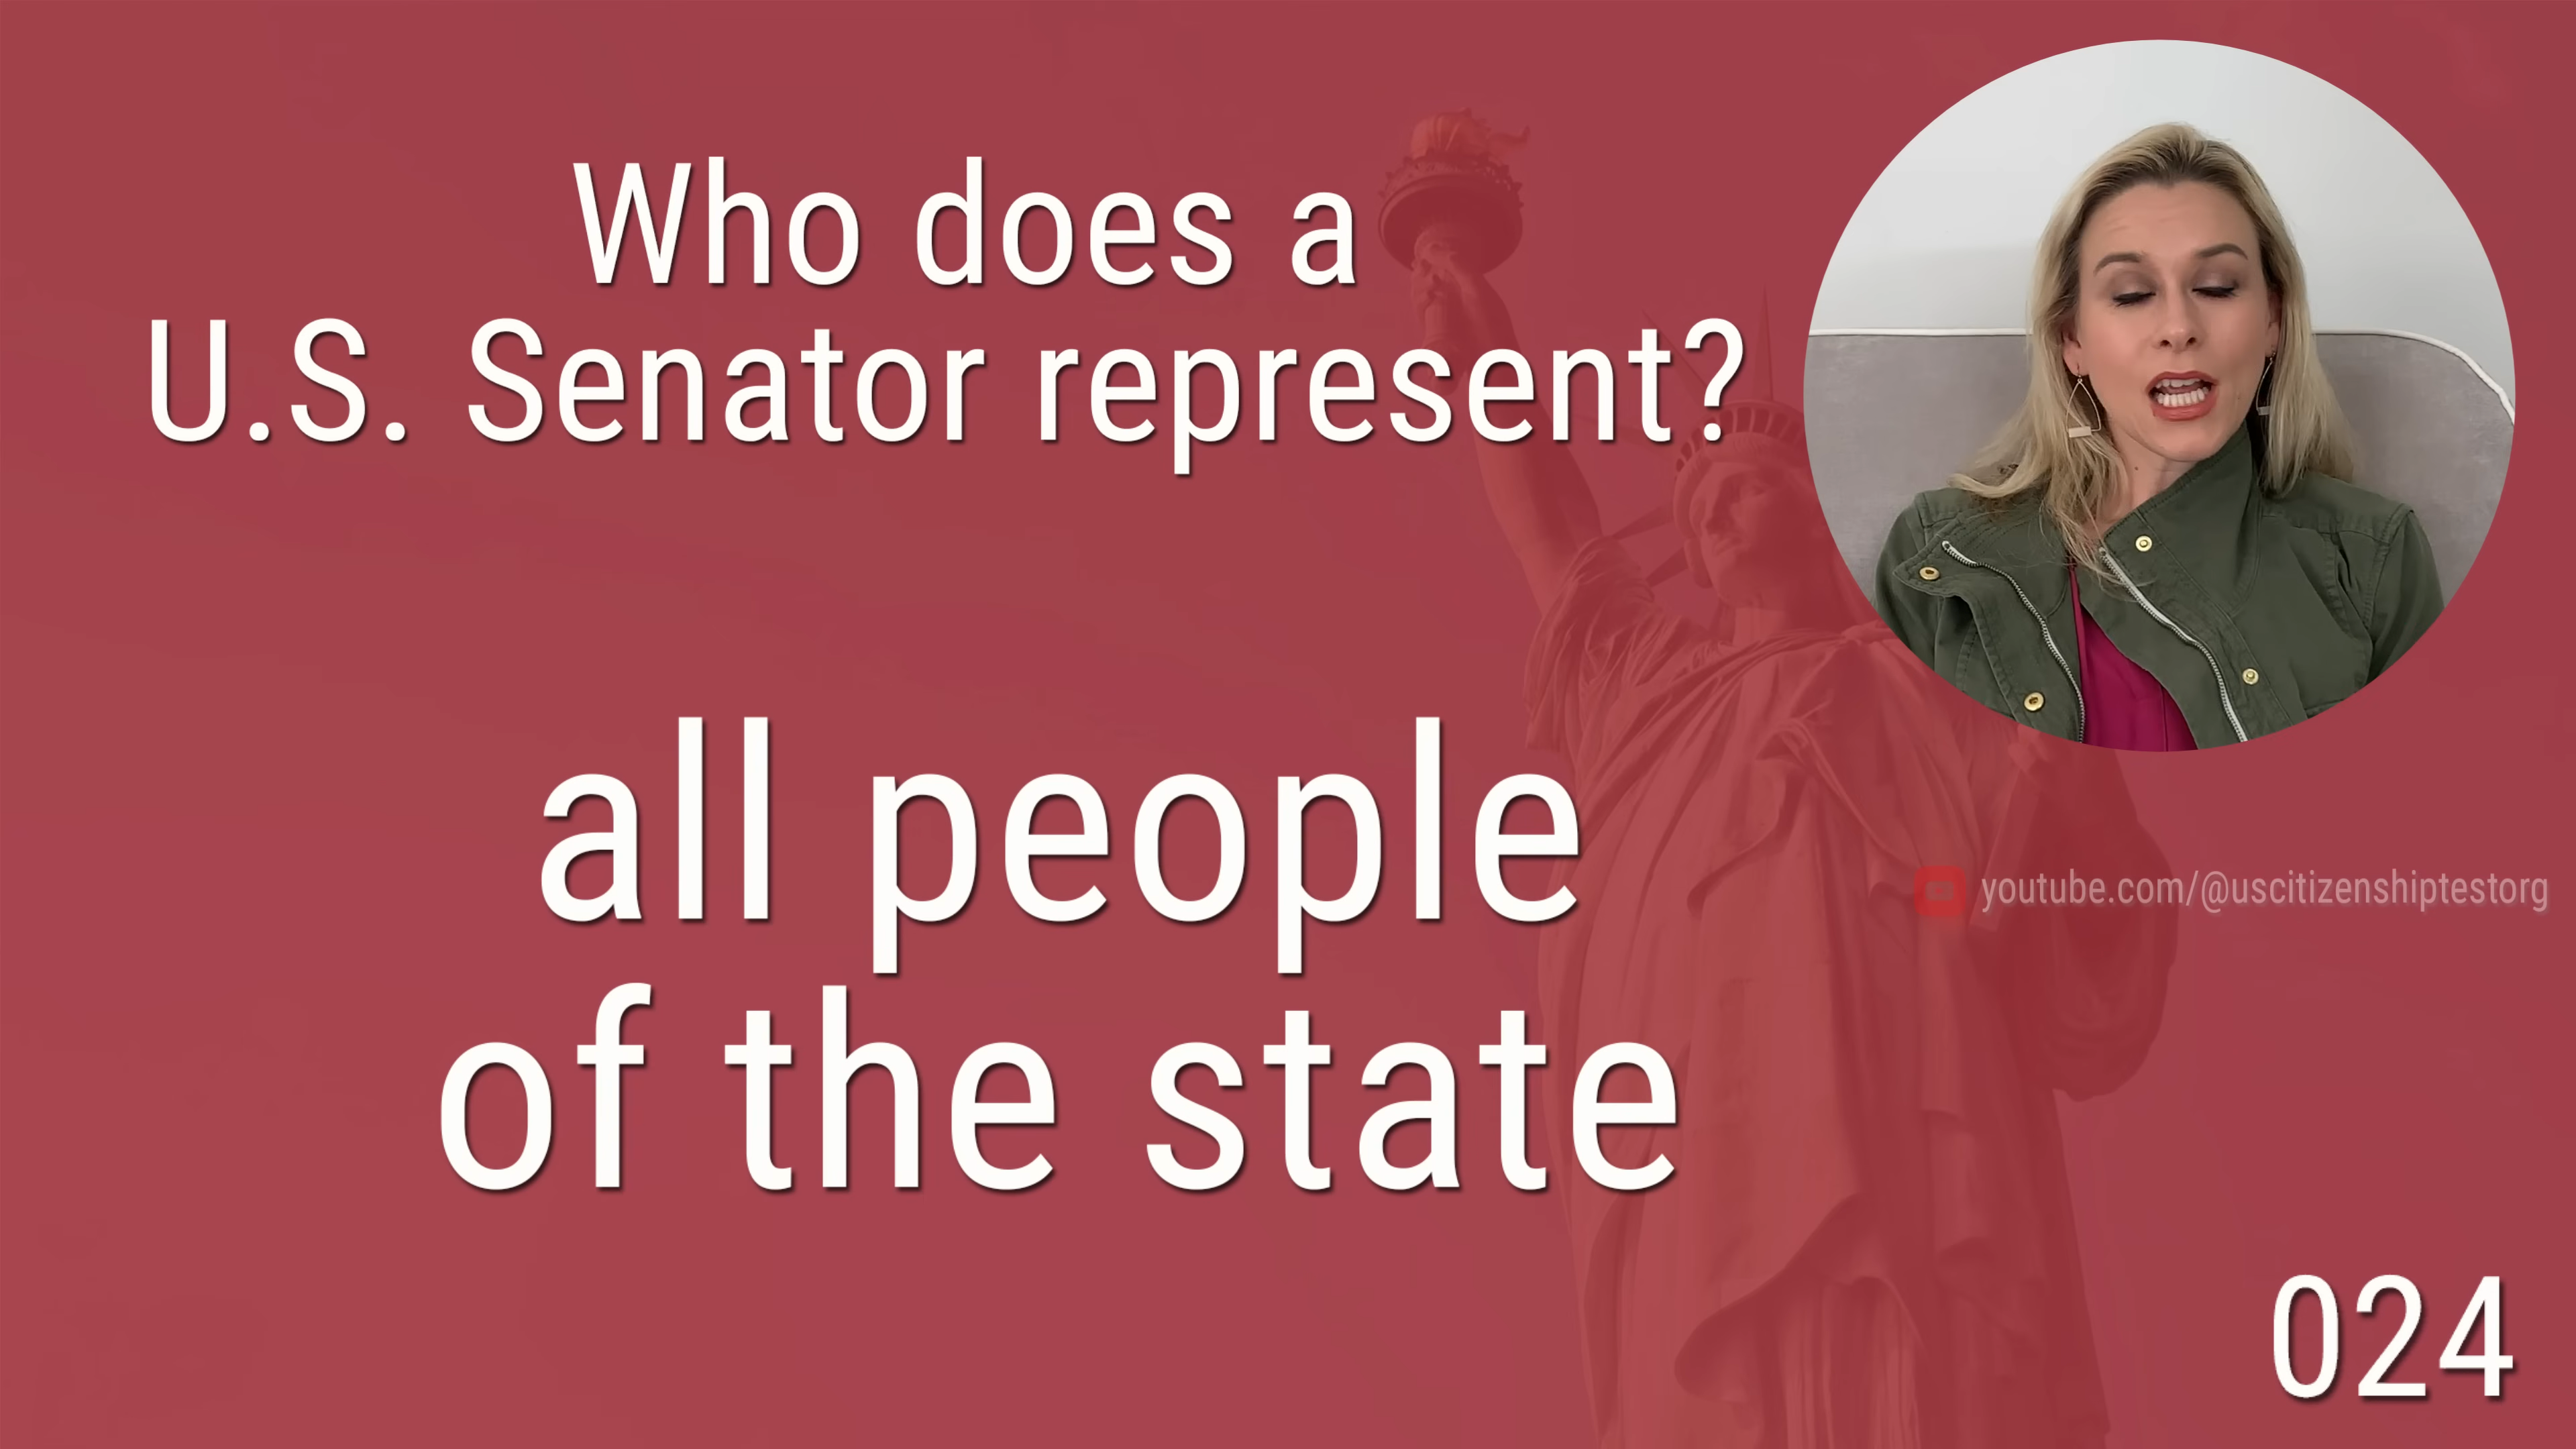 Who does a
U.S. Senator represent?
all people
of the state
youtube.com/@uscitizenshiptestorg
024